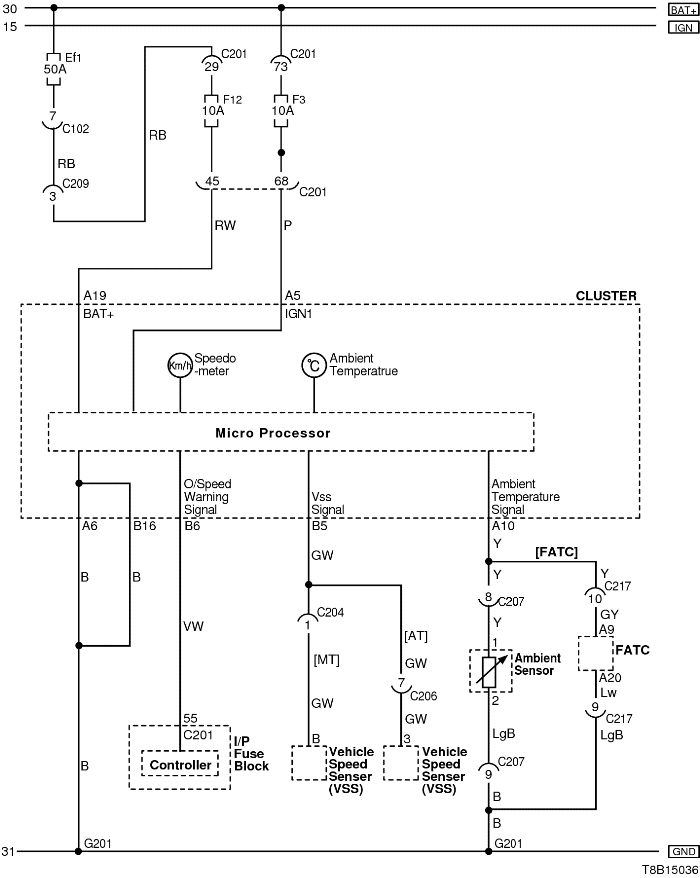 30
BAT+
15
IGN
Ef1
50A
C201
29
C201
73
F12
10A
F3
10A
7
C102
RB
RB
C209
3
45
68
C201
RW
P
A19
A5
CLUSTER
BAT+
IGN1
Km/h
Speedo
-meter
°C
Ambient
Temperatrue
Micro Processor
O/Speed
Warning
Signal
Vss
Signal
Ambient
Temperature
Signal
A6
B16
B6
B5
A10
Y
[FATC]
GW
B
B
Y
Y
C217
10
8
C207
C204
1
GY
VW
Y
A9
[AT]
1
FATC
[MT]
GW
Ambient
Sensor
A20
7
C206
2
Lw
9
C217
GW
GW
55
C201
LgB
LgB
I/P
Fuse
Block
B
3
Controller
Vehicle
Speed
Senser
(VSS)
Vehicle
Speed
Senser
(VSS)
B
C207
9
B
B
31
G201
G201
GND
T8B15036